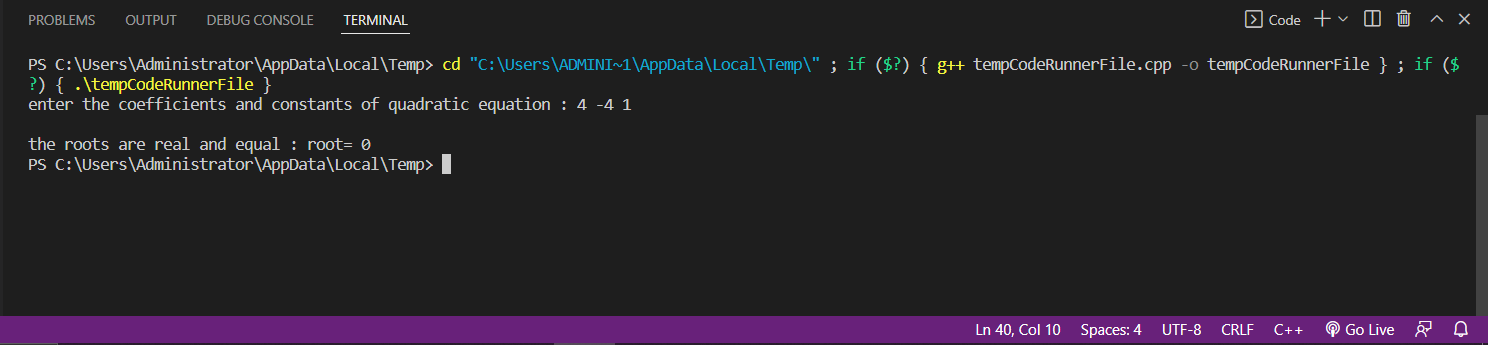 PROBLEMS OUTPUT DEBUG CONSOLE TERMINAL Code
PS C:\Users\Administrator\AppData\Local\Temp> cd "C:\Users\ADMINI~1\AppData\Local\Temp\" ; if ($?) { g++ tempCodeRunnerFile.cpp -o tempCodeRunnerFile } ; if ($
?) { .\tempCodeRunnerFile }
enter the coefficients and constants of quadratic equation : 4 -4 1
the roots are real and equal : root= 0
PS C:\Users\Administrator\AppData\Local\Temp>
Ln 40, Col 10 Spaces: 4 UTF-8 CRLF C++ Go Live